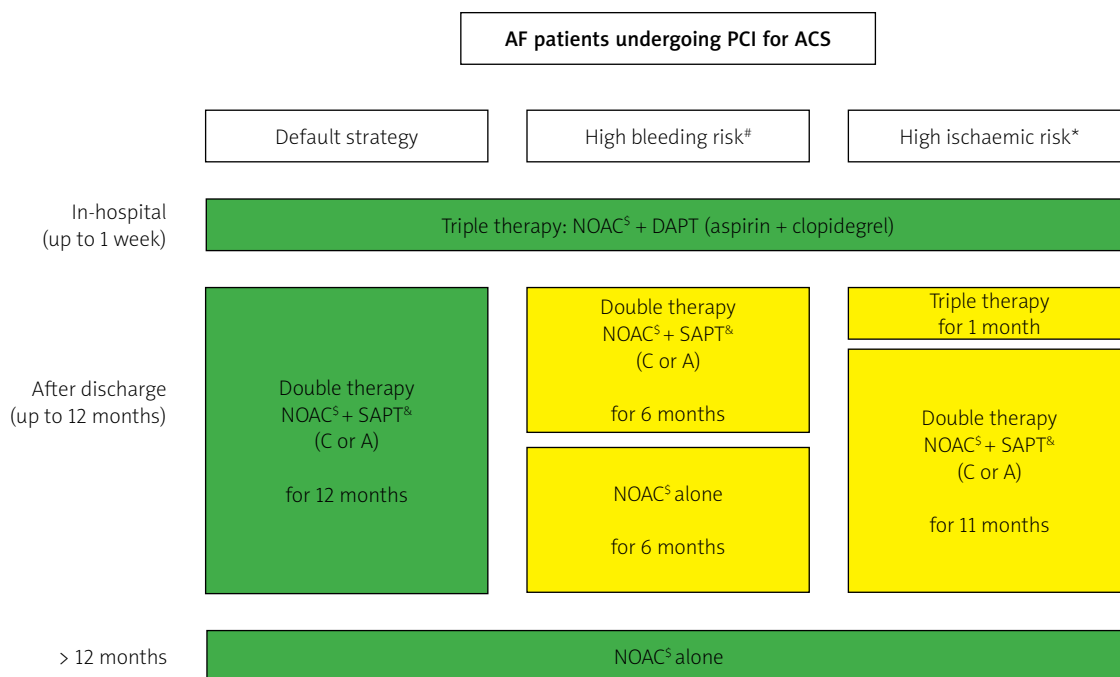 AF patients undergoing PCI for ACS
Default strategy
High bleeding risk#
High ischaemic risk*
In-hospital
(up to 1 week)
Triple therapy: NOAC$ + DAPT (aspirin + clopidegrel)
After discharge
(up to 12 months)
Double therapy
NOAC$ + SAPT&
(C or A)
for 12 months
Double therapy
NOAC$ + SAPT&
(C or A)
for 6 months
NOAC$ alone
for 6 months
Triple therapy
for 1 month
Double therapy
NOAC$ + SAPT&
(C or A)
for 11 months
> 12 months
NOAC$ alone